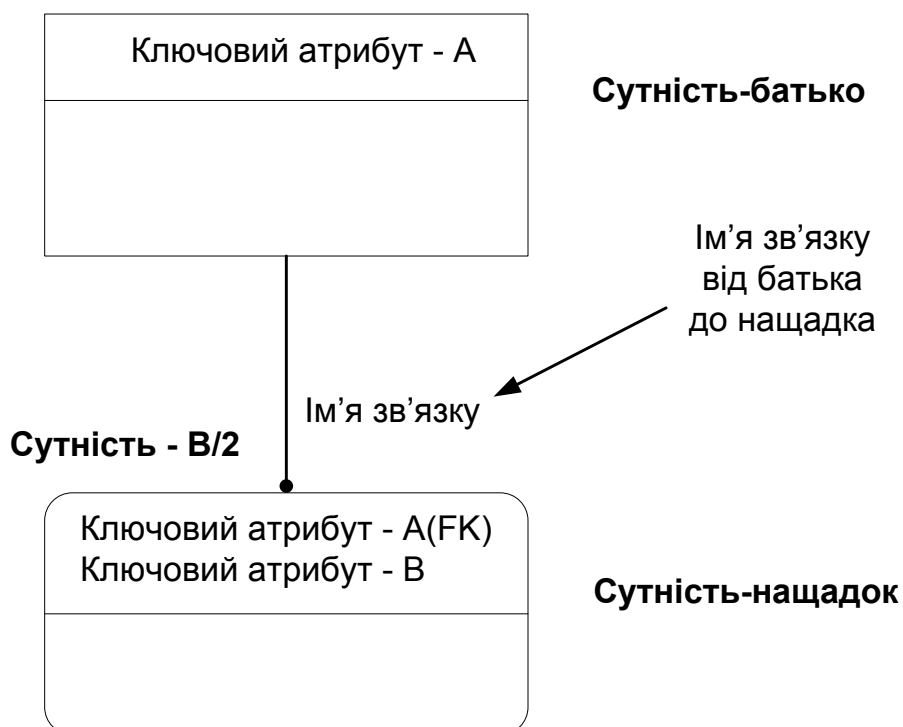 Ключовий атрибут - А
Сутність-батько
Ім’я зв’язку
від батька
до нащадка
Ім’я зв’язку
Сутність - В/2
Ключовий атрибут - А(FK)
Ключовий атрибут - В
Сутність-нащадок